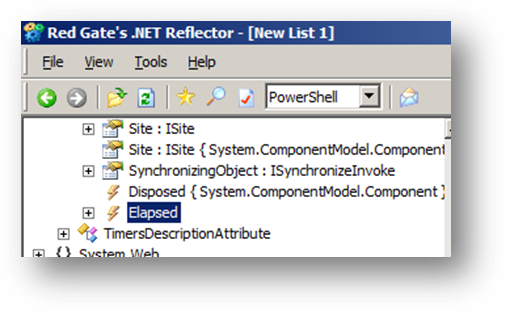 Red Gate's .NET Reflector - [New List 1]
File View Tools Help
PowerShell
Site : ISite
Site : ISite { System.ComponentModel.Component
SynchronizingObject : ISynchronizeInvoke
Disposed { System.ComponentModel.Component }
Elapsed
TimersDescriptionAttribute
{} System.Web